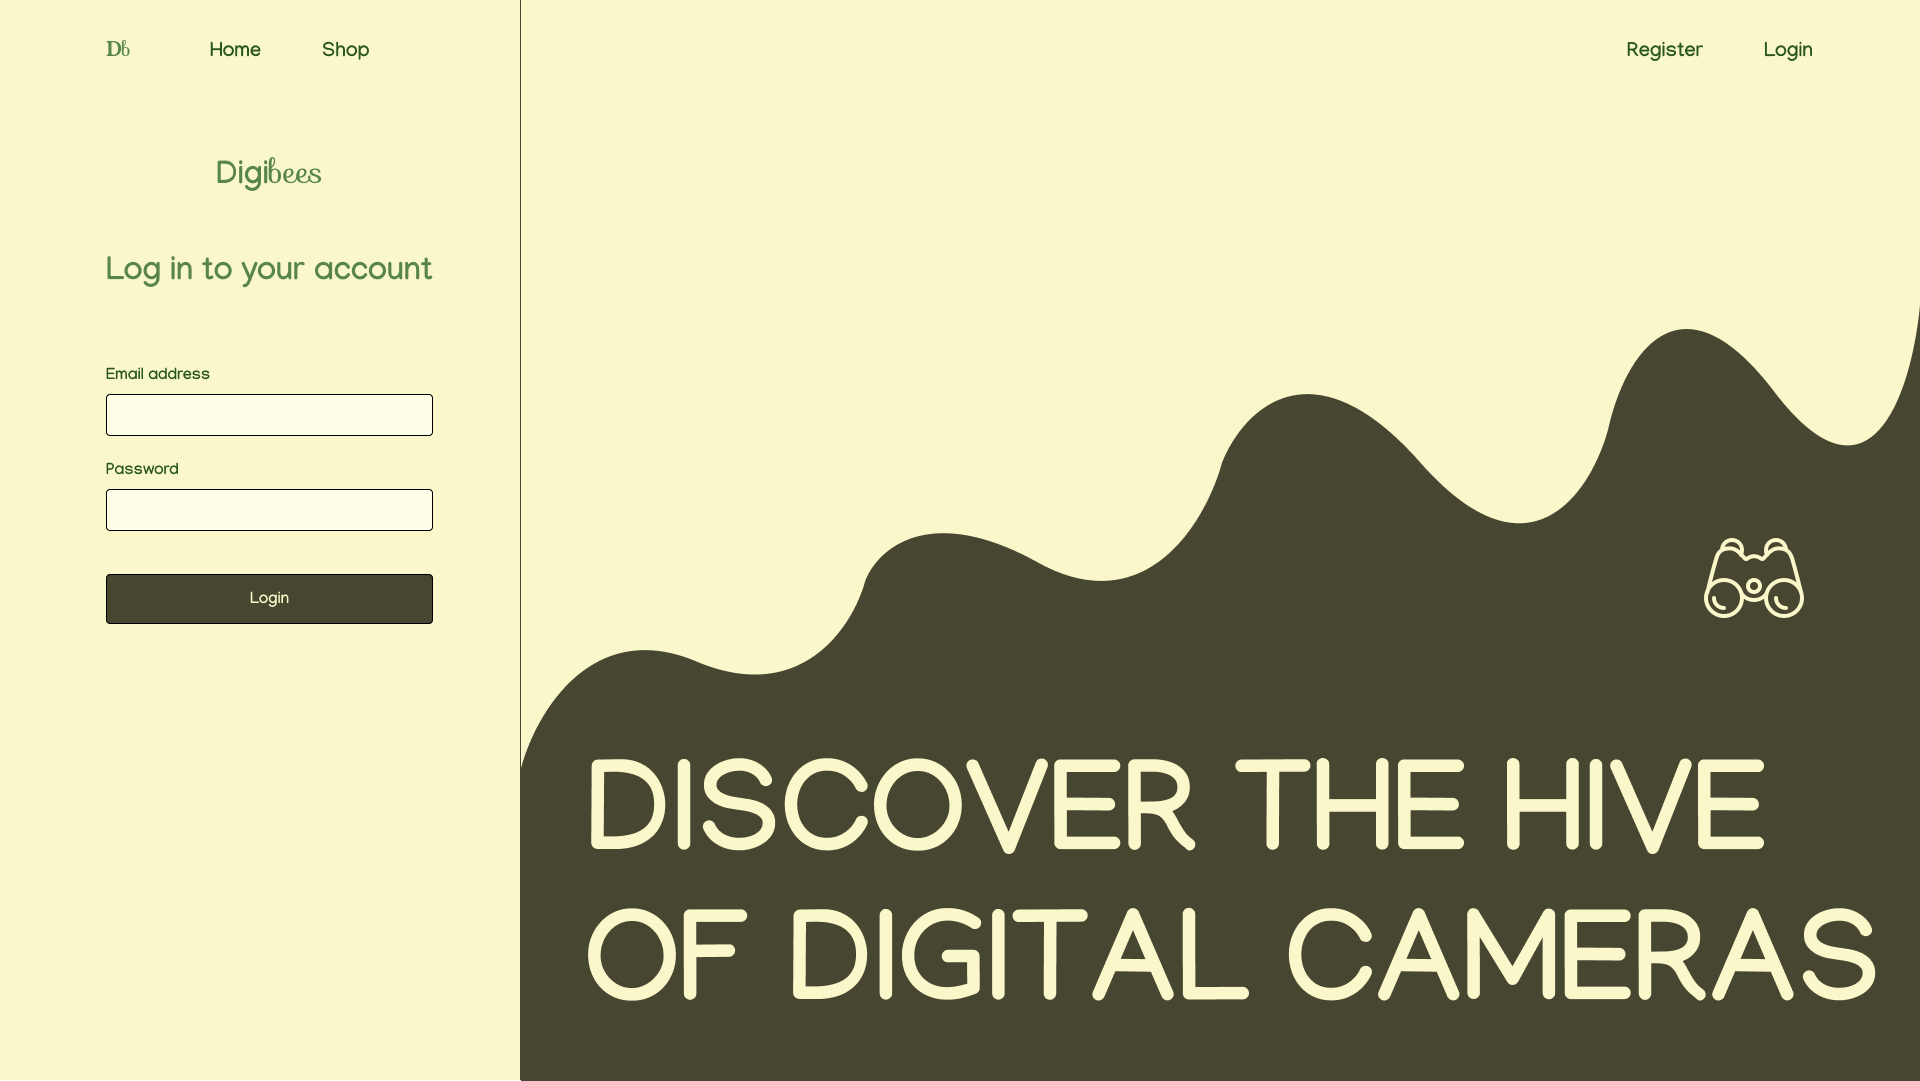 Db Home Shop Register Login
Digibees
Log in to your account
Email address
Password
Login
DISCOVER THE HIVE
OF DIGITAL CAMERAS